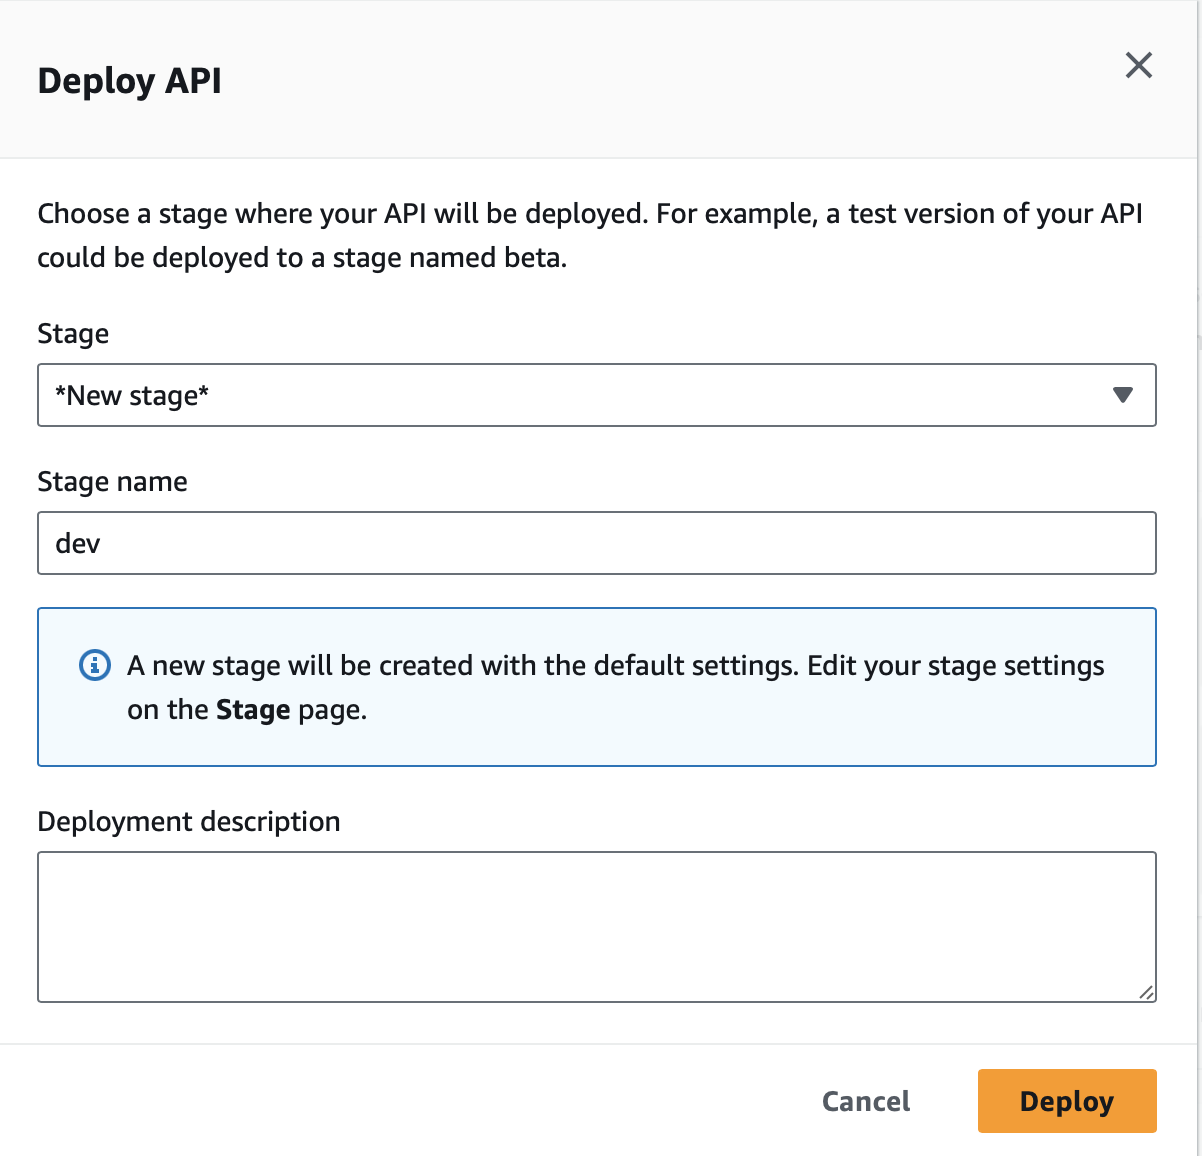 Deploy API
Choose a stage where your API will be deployed. For example, a test version of your API
could be deployed to a stage named beta.
Stage
*New stage*
Stage name
dev
A new stage will be created with the default settings. Edit your stage settings
on the Stage page.
Deployment description
Cancel
Deploy